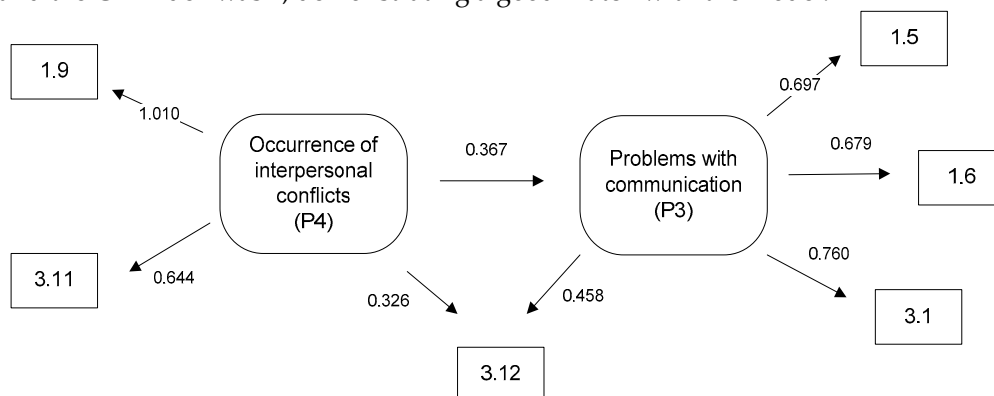 1.5
1.9
0.697
1.010
Occurrence of
interpersonal
conflicts
(P4)
0.367
Problems with
communication
(P3)
0.679
1.6
3.11
0.644
0.326
0.458
0.760
3.1
3.12